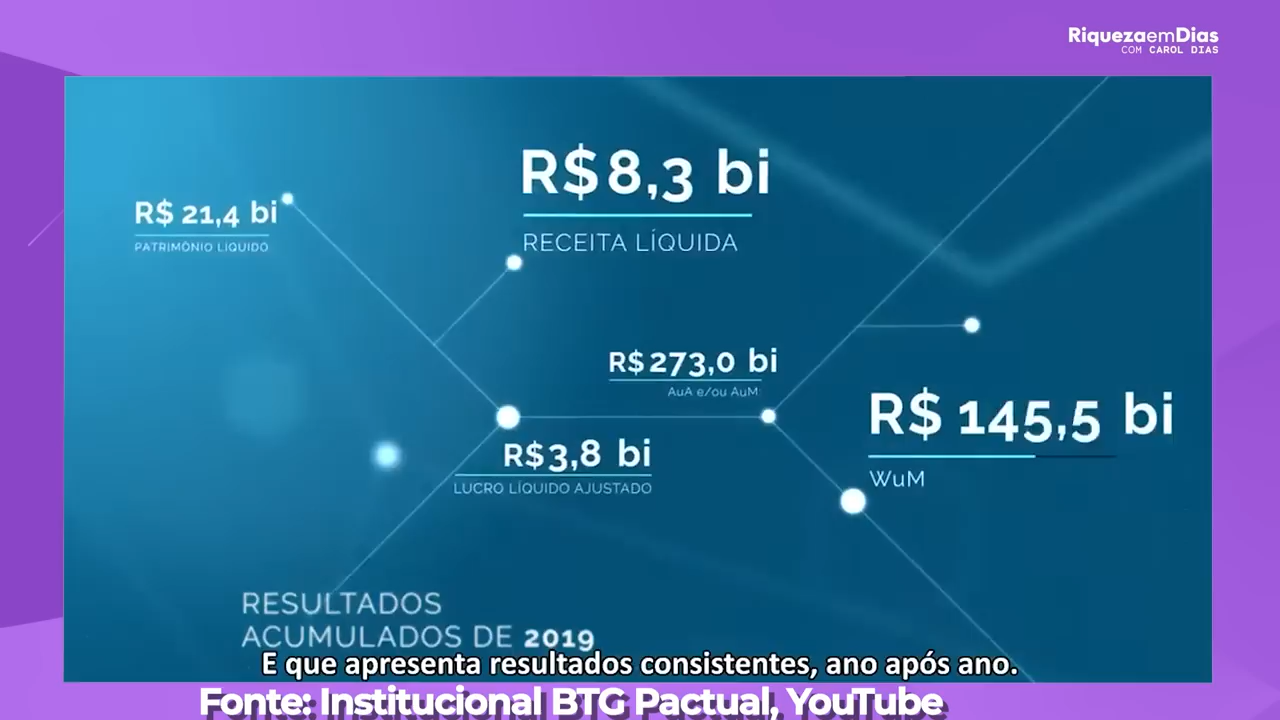 RiquezaemDias
COM CAROL DIAS
R$ 21,4 bi
PATRIMÔNIO LÍQUIDO
R$8,3 bi
RECEITA LÍQUIDA
R$273,0 bi
AuA e/ou AuM
R$3,8 bi
LUCRO LÍQUIDO AJUSTADO
R$ 145,5 bi
WuM
RESULTADOS
ACUMULADOS DE 2019
E que apresenta resultados consistentes, ano após ano.
Fonte: Institucional BTG Pactual, YouTube